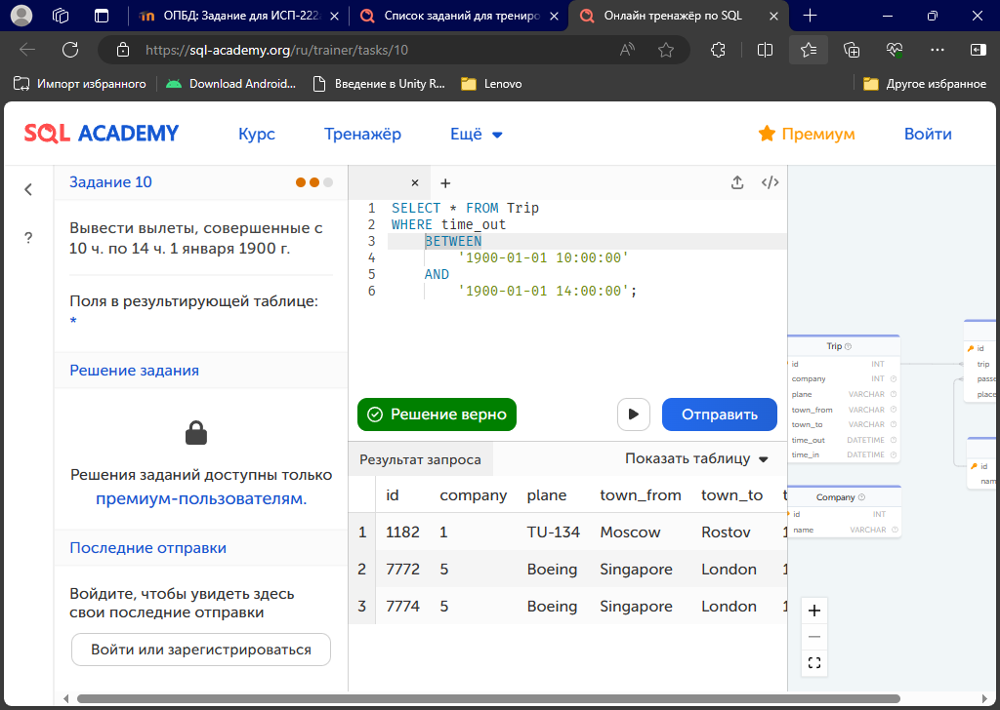 ОПБД: Задание для ИСП-222
Список заданий для трениро
Онлайн тренажёр по SQL
https://sql-academy.org/ru/trainer/tasks/10
Импорт избранного
Download Android...
Введение в Unity R...
Lenovo
Другое избранное
SQL ACADEMY
Курс
Тренажёр
Ещё
Премиум
Войти
Задание 10
Вывести вылеты, совершенные с
10 ч. по 14 ч. 1 января 1900 г.
Поля в результирующей таблице:
*
Решение задания
Решения заданий доступны только
премиум-пользователям.
Последние отправки
Войдите, чтобы увидеть здесь
свои последние отправки
Войти или зарегистрироваться
1 SELECT * FROM Trip
2 WHERE time_out
3 BETWEEN
4 '1900-01-01 10:00:00'
5 AND
6 '1900-01-01 14:00:00';
Решение верно
Отправить
Результат запроса
Показать таблицу
id company plane town_from town_to t
1 1182 1 TU-134 Moscow Rostov 1
2 7772 5 Boeing Singapore London 1
3 7774 5 Boeing Singapore London 1
Trip
id INT
company INT
plane VARCHAR
town_from VARCHAR
town_to VARCHAR
time_out DATETIME
time_in DATETIME
Company
id INT
name VARCHAR
id
trip
passe
place
id
nam